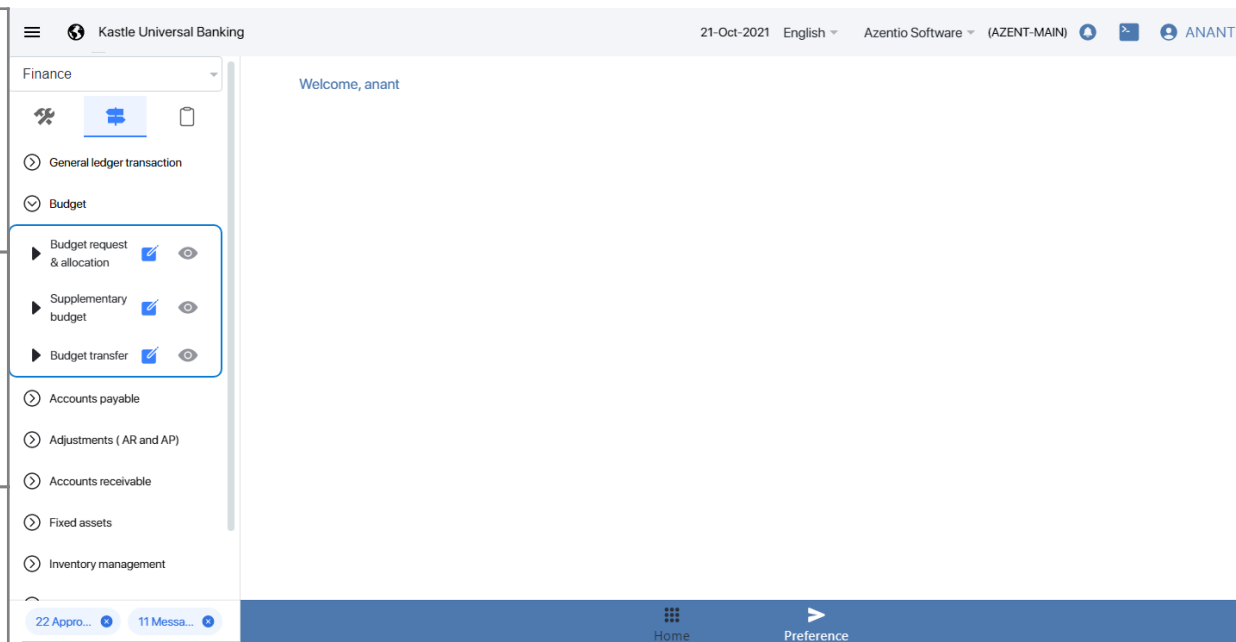 Kastle Universal Banking
21-Oct-2021 English Azentio Software (AZENT-MAIN) ANANT
Finance
Welcome, anant
General ledger transaction
Budget
Budget request
& allocation
Supplementary
budget
Budget transfer
Accounts payable
Adjustments ( AR and AP)
Accounts receivable
Fixed assets
Inventory management
22 Appro... 11 Messa...
Home Preference